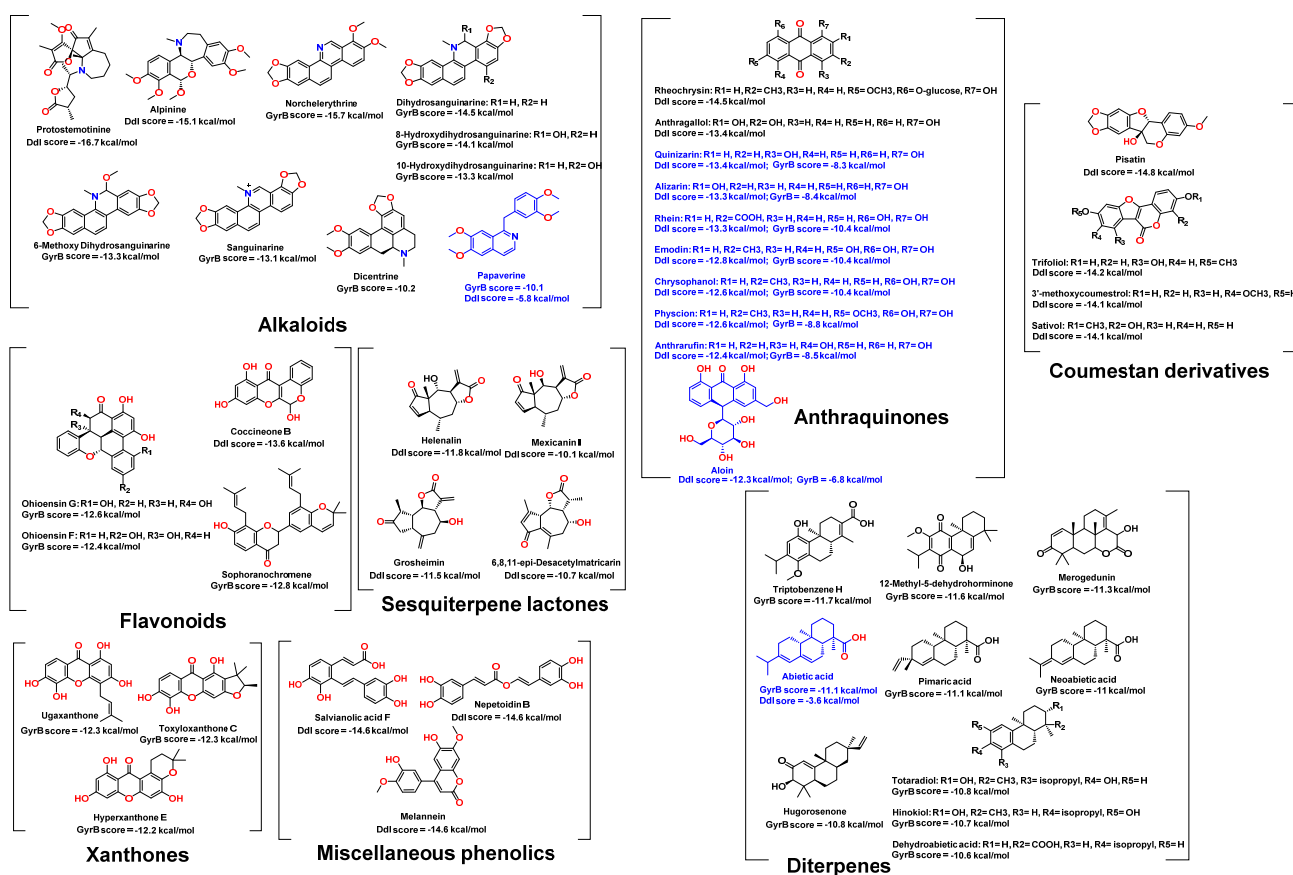 Protostemotinine
Ddl score = -16.7 kcal/mol
Alpinine
Ddl score = -15.1 kcal/mol
Norchelerythrine
GyrB score = -15.7 kcal/mol
Dihydrosanguinarine: R1= H, R2= H
GyrB score = -14.5 kcal/mol
8-Hydroxydihydrosanguinarine: R1= OH, R2= H
GyrB score = -14.1 kcal/mol
10-Hydroxydihydrosanguinarine: R1= H, R2= OH
GyrB score = -13.3 kcal/mol
6-Methoxy Dihydrosanguinarine
GyrB score = -13.3 kcal/mol
Sanguinarine
GyrB score = -13.1 kcal/mol
Dicentrine
GyrB score = -10.2
Papaverine
GyrB score = -10.1
Ddl score = -5.8 kcal/mol
Alkaloids
Rheochrysin: R1= H, R2= CH3, R3= H, R4= H, R5= OCH3, R6= O-glucose, R7= OH
Ddl score = -14.5 kcal/mol
Anthragallol: R1= OH, R2= OH, R3= H, R4= H, R5= H, R6= H, R7= OH
Ddl score = -13.4 kcal/mol
Quinizarin: R1= H, R2= H, R3= OH, R4= H, R5= H, R6= H, R7= OH
Ddl score = -13.4 kcal/mol; GyrB score = -8.3 kcal/mol
Alizarin: R1= OH, R2= H, R3= H, R4= H, R5= H, R6= H, R7= OH
Ddl score = -13.3 kcal/mol; GyrB = -8.4 kcal/mol
Rhein: R1= H, R2= COOH, R3= H, R4= H, R5= H, R6= OH, R7= OH
Ddl score = -13.3 kcal/mol; GyrB score = -10.4 kcal/mol
Emodin: R1= H, R2= CH3, R3= H, R4= H, R5= OH, R6= OH, R7= OH
Ddl score = -12.8 kcal/mol; GyrB score = -10.4 kcal/mol
Chrysophanol: R1= H, R2= CH3, R3= H, R4= H, R5= H, R6= OH, R7= OH
Ddl score = -12.6 kcal/mol; GyrB score = -10.4 kcal/mol
Physcion: R1= H, R2= CH3, R3= H, R4= H, R5= OCH3, R6= OH, R7= OH
Ddl score = -12.6 kcal/mol; GyrB = -8.8 kcal/mol
Anthrarufin: R1= H, R2= H, R3= H, R4= OH, R5= H, R6= H, R7= OH
Ddl score = -12.4 kcal/mol; GyrB = -8.5 kcal/mol
Aloin
Ddl score = -12.3 kcal/mol; GyrB = -6.8 kcal/mol
Anthraquinones
Pisatin
Ddl score = -14.8 kcal/mol
Trifoliol: R1= H, R2= H, R3= OH, R4= H, R5= CH3
Ddl score = -14.2 kcal/mol
3'-methoxycoumestrol: R1= H, R2= H, R3= H, R4= OCH3, R5= H
Ddl score = -14.1 kcal/mol
Sativol: R1= CH3, R2= OH, R3= H, R4= H, R5= H
Ddl score = -14.1 kcal/mol
Coumestan derivatives
Ohioensin G: R1= OH, R2= H, R3= H, R4= OH
GyrB score = -12.6 kcal/mol
Ohioensin F: R1= H, R2= OH, R3= OH, R4= H
GyrB score = -12.4 kcal/mol
Coccineone B
Ddl score = -13.6 kcal/mol
Sophoranochromene
GyrB score = -12.8 kcal/mol
Flavonoids
Helenalin
Ddl score = -11.8 kcal/mol
Mexicanin I
Ddl score = -10.1 kcal/mol
Grosheimin
Ddl score = -11.5 kcal/mol
6,8,11-epi-Desacetylmatricarin
Ddl score = -10.7 kcal/mol
Sesquiterpene lactones
Ugaxanthone
GyrB score = -12.3 kcal/mol
Toxyloxanthone C
GyrB score = -12.3 kcal/mol
Hyperxanthone E
GyrB score = -12.2 kcal/mol
Xanthones
Salvianolic acid F
Ddl score = -14.6 kcal/mol
Nepetoidin B
Ddl score = -14.6 kcal/mol
Melannein
Ddl score = -14.6 kcal/mol
Miscellaneous phenolics
Triptobenzene H
GyrB score = -11.7 kcal/mol
12-Methyl-5-dehydrohorminone
GyrB score = -11.6 kcal/mol
Merogedunin
GyrB score = -11.3 kcal/mol
Abietic acid
GyrB score = -11.1 kcal/mol
Ddl score = -3.6 kcal/mol
Pimaric acid
GyrB score = -11.1 kcal/mol
Neoabietic acid
GyrB score = -11 kcal/mol
Hugorosenone
GyrB score = -10.8 kcal/mol
Totaradiol: R1= OH, R2= CH3, R3= isopropyl, R4= OH, R5= H
GyrB score = -10.8 kcal/mol
Hinokiol: R1= OH, R2= CH3, R3= H, R4= isopropyl, R5= OH
GyrB score = -10.7 kcal/mol
Dehydroabietic acid: R1= H, R2= COOH, R3= H, R4= isopropyl, R5= H
GyrB score = -10.6 kcal/mol
Diterpenes